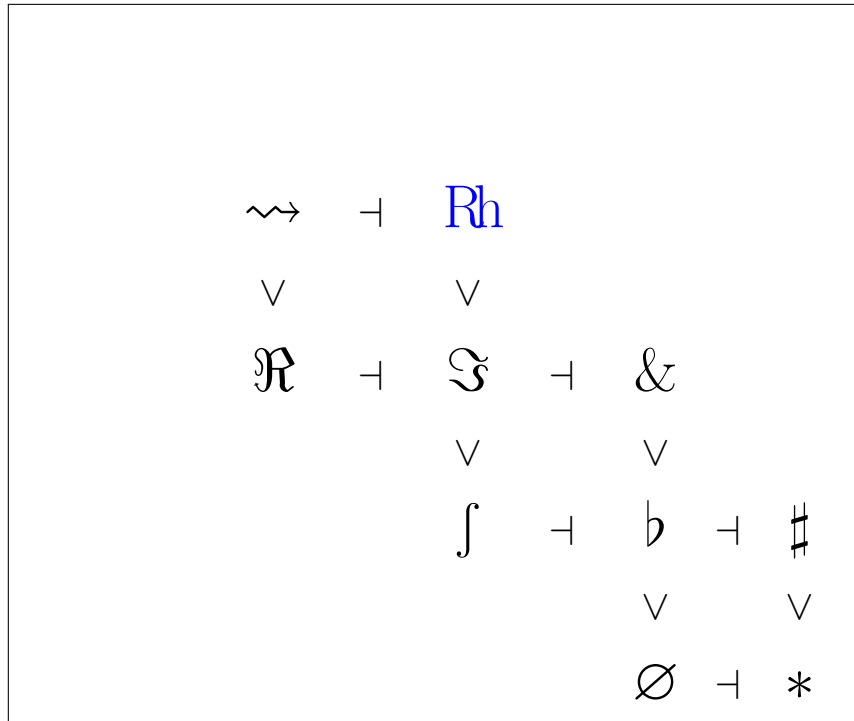 ⇝ ⊣ Rh
∨ ∨
ℜ ⊣ ℑ ⊣ &
∨ ∨
∫ ⊣ ♭ ⊣ ♯
∨ ∨
∅ ⊣ *